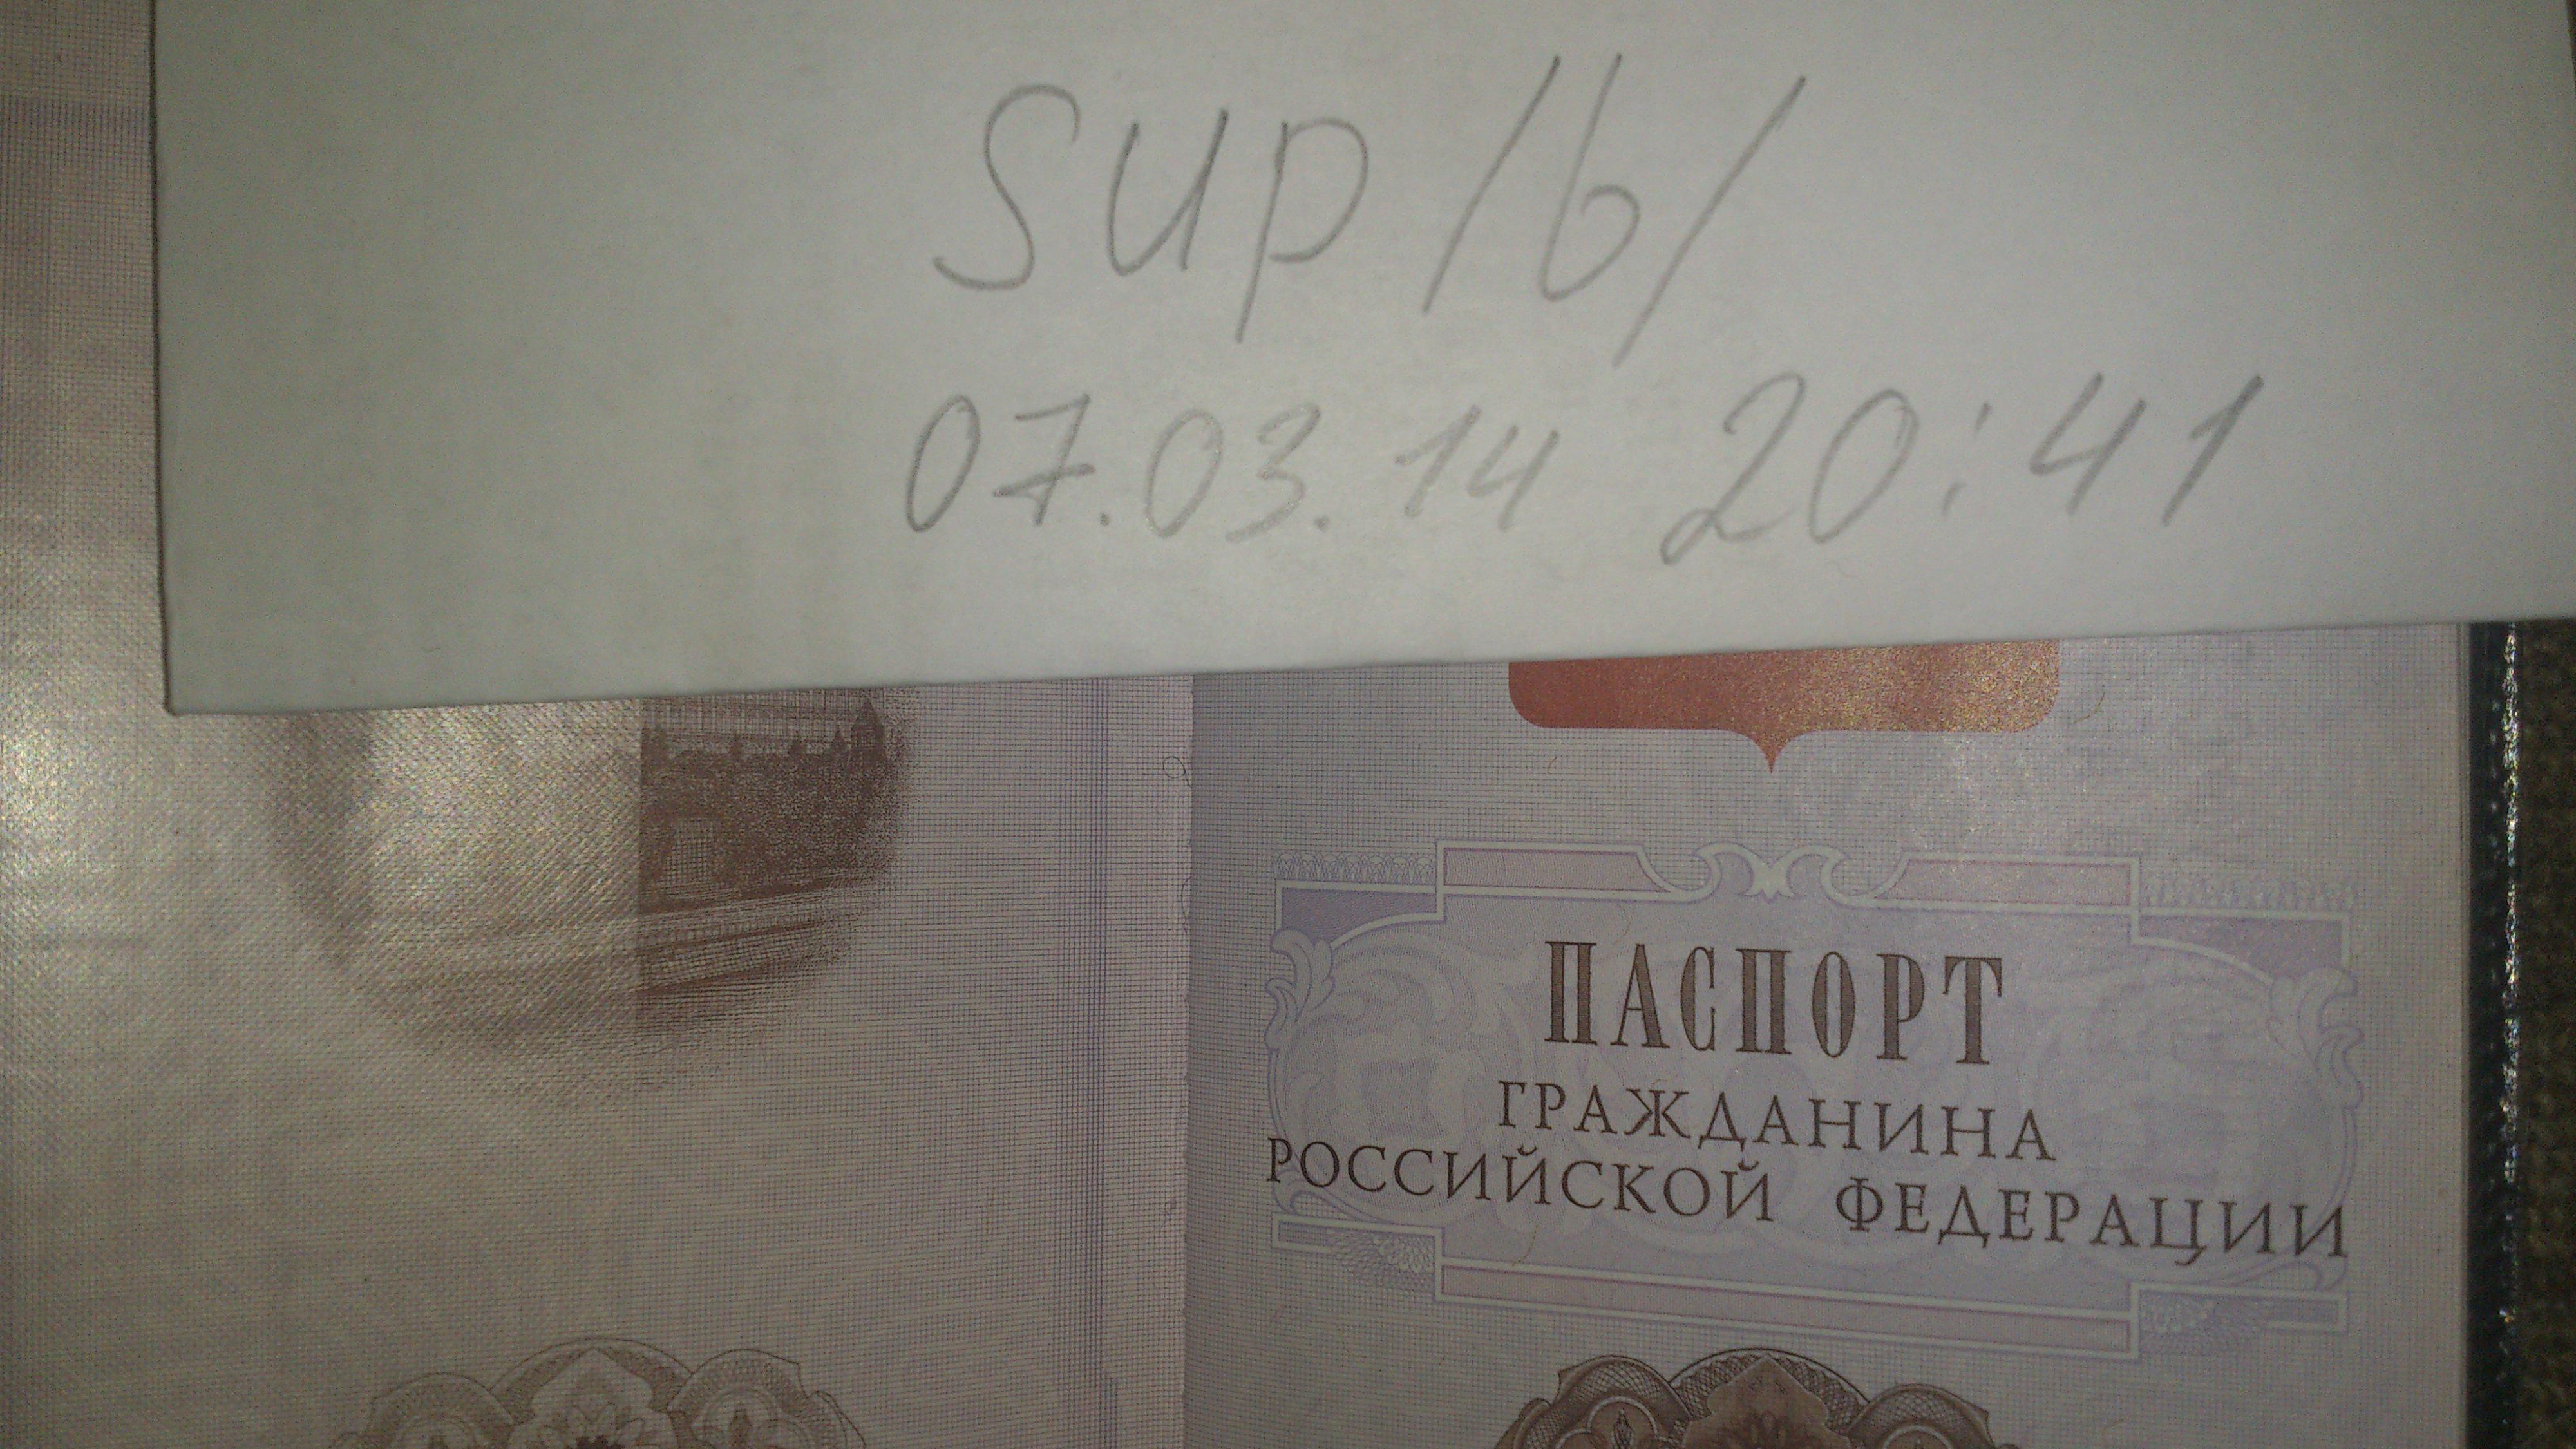 sup /b/
07.03.14 20:41
ПАСПОРТ
ГРАЖДАНИНА
РОССИЙСКОЙ ФЕДЕРАЦИИ